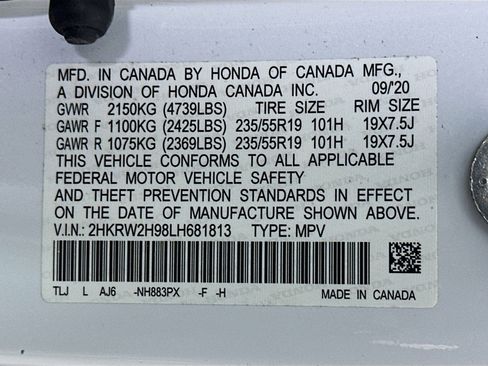 MFD. IN CANADA BY HONDA OF CANADA MFG.,
A DIVISION OF HONDA CANADA INC. 09/'20
GVWR 2150KG (4739LBS) TIRE SIZE RIM SIZE
GAWR F 1100KG (2425LBS) 235/55R19 101H 19X7.5J
GAWR R 1075KG (2369LBS) 235/55R19 101H 19X7.5J
THIS VEHICLE CONFORMS TO ALL APPLICABLE
FEDERAL MOTOR VEHICLE SAFETY
AND THEFT PREVENTION STANDARDS IN EFFECT
ON THE DATE OF MANUFACTURE SHOWN ABOVE.
V.I.N.: 2HKRW2H98LH681813 TYPE: MPV
TLJ L AJ6 -NH883PX -F -H MADE IN CANADA